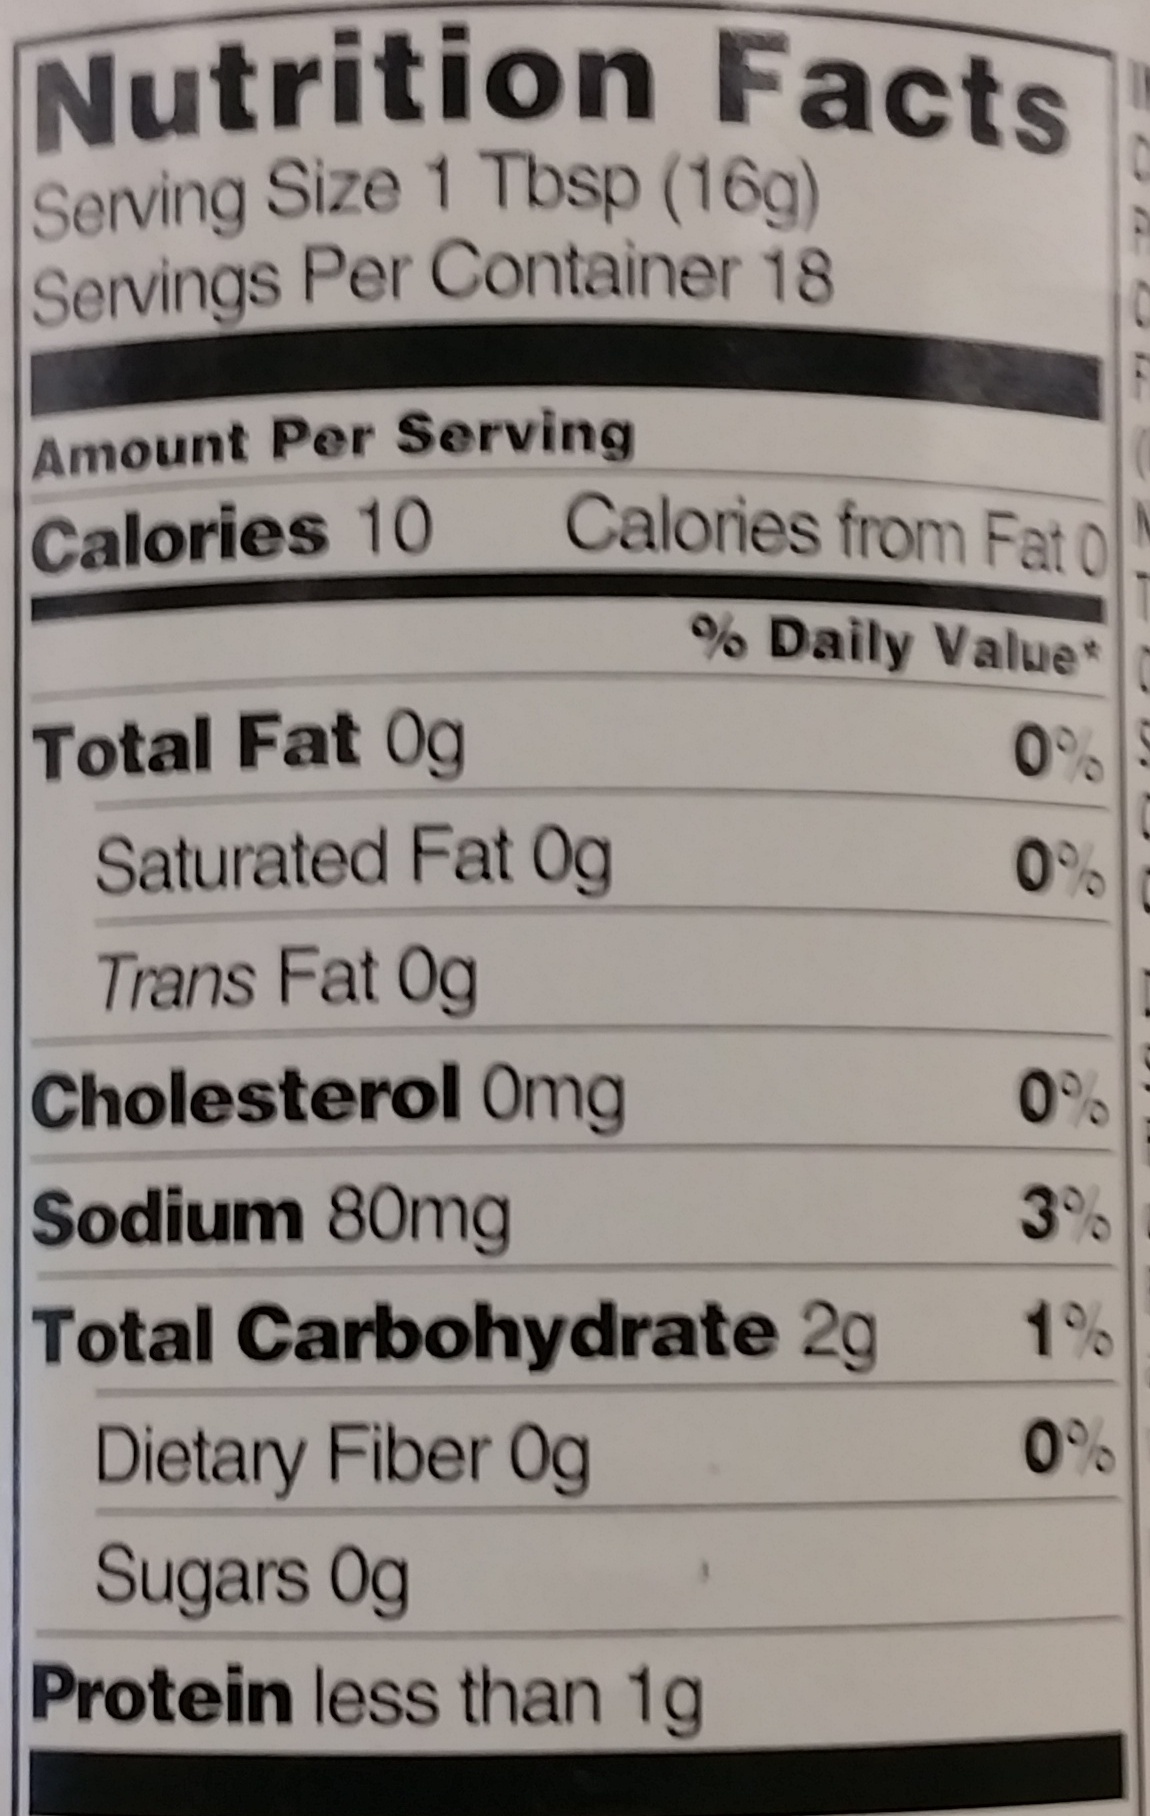 Nutrition Facts
Serving Size 1 Tbsp (16g)
Servings Per Container 18
Amount Per Serving
Calories 10 Calories from Fat 0
% Daily Value*
Total Fat 0g 0%
Saturated Fat 0g 0%
Trans Fat 0g
Cholesterol 0mg 0%
Sodium 80mg 3%
Total Carbohydrate 2g 1%
Dietary Fiber 0g 0%
Sugars 0g
Protein less than 1g